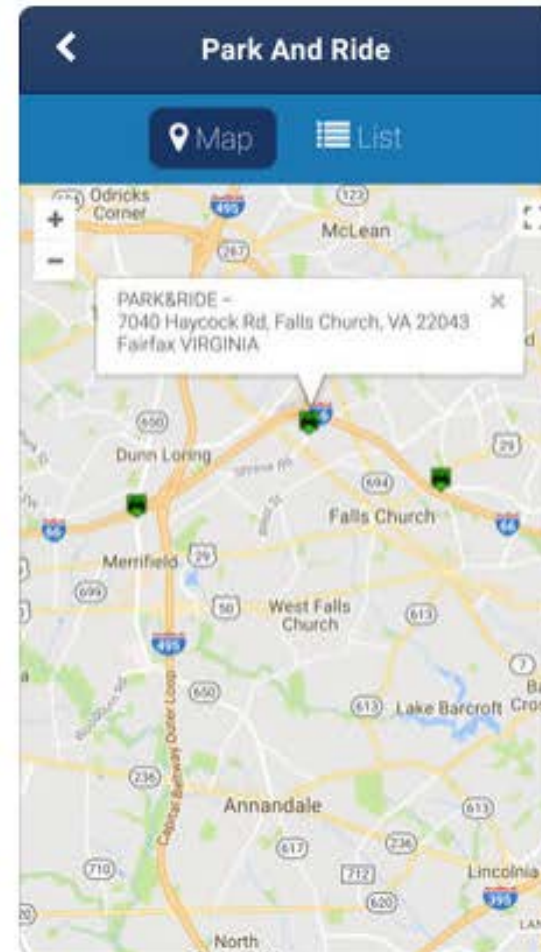 Park And Ride
Map
List
Odricks
Corner
495
123
McLean
267
+
−
PARK&RIDE -
7040 Haycock Rd, Falls Church, VA 22043
Fairfax VIRGINIA
×
650
Dunn Loring
29
694
66
Falls Church
66
Merrifield
29
699
50
West Falls
Church
613
495
7
650
613
Lake Barcroft
Capital Beltway Outer Loop
236
Annandale
613
617
236
710
712
Lincolnia
620
395
North